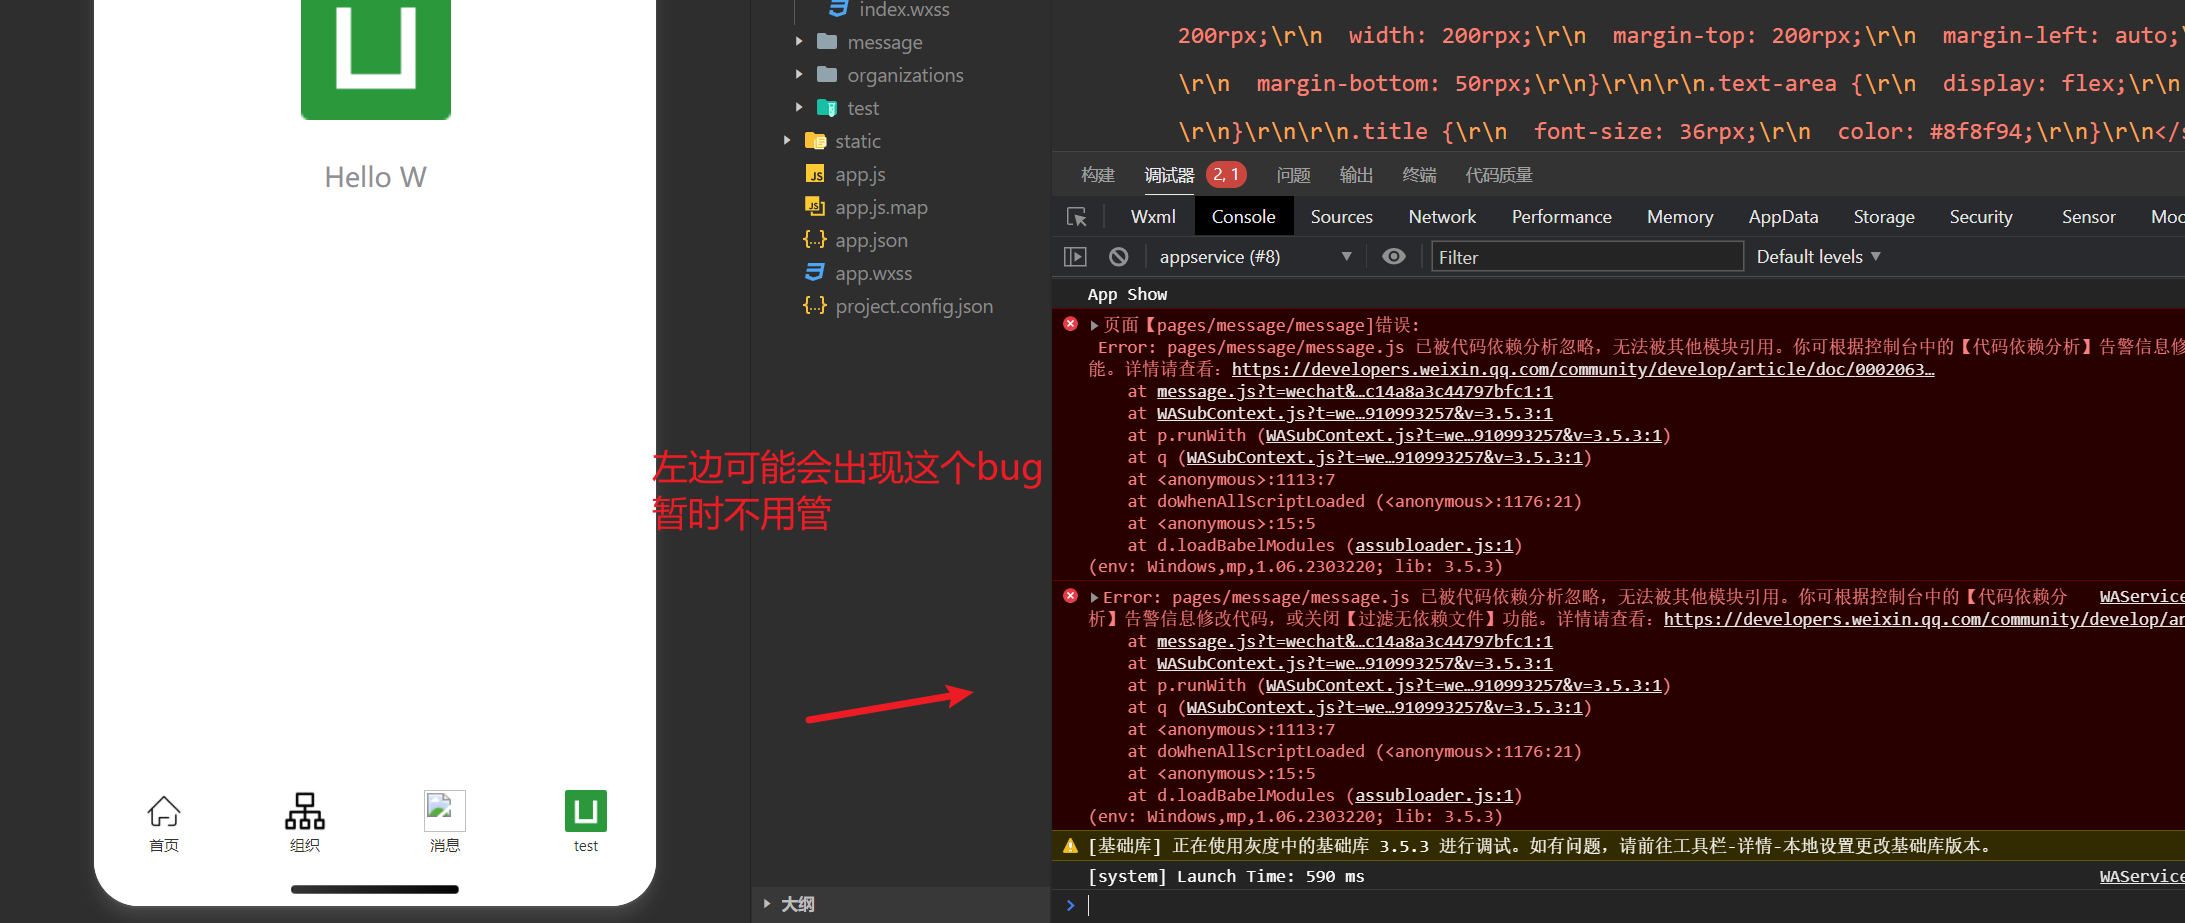 Hello W
首页
组织
消息
test
左边可能会出现这个bug
暂时不用管
index.wxss
message
organizations
test
static
app.js
app.js.map
app.json
app.wxss
project.config.json
大纲
200rpx;\r\n  width: 200rpx;\r\n  margin-top: 200rpx;\r\n  margin-left: auto;\
\r\n  margin-bottom: 50rpx;\r\n}\r\n\r\n.text-area {\r\n  display: flex;\r\n
\r\n}\r\n\r\n.title {\r\n  font-size: 36rpx;\r\n  color: #8f8f94;\r\n}\r\n</s
构建 调试器 2, 1 问题 输出 终端 代码质量
Wxml Console Sources Network Performance Memory AppData Storage Security Sensor Moc
appservice (#8) Filter Default levels
App Show
页面【pages/message/message]错误:
Error: pages/message/message.js 已被代码依赖分析忽略，无法被其他模块引用。你可根据控制台中的【代码依赖分析】告警信息修
能。详情请查看: https://developers.weixin.qq.com/community/develop/article/doc/0002063…
at message.js?t=wechat&…c14a8a3c44797bfc1:1
at WASubContext.js?t=we…910993257&v=3.5.3:1
at p.runWith (WASubContext.js?t=we…910993257&v=3.5.3:1)
at q (WASubContext.js?t=we…910993257&v=3.5.3:1)
at <anonymous>:1113:7
at doWhenAllScriptLoaded (<anonymous>:1176:21)
at <anonymous>:15:5
at d.loadBabelModules (assubloader.js:1)
(env: Windows,mp,1.06.2303220; lib: 3.5.3)
Error: pages/message/message.js 已被代码依赖分析忽略，无法被其他模块引用。你可根据控制台中的【代码依赖分 WAService
析】告警信息修改代码，或关闭【过滤无依赖文件】功能。详情请查看: https://developers.weixin.qq.com/community/develop/ar
at message.js?t=wechat&…c14a8a3c44797bfc1:1
at WASubContext.js?t=we…910993257&v=3.5.3:1
at p.runWith (WASubContext.js?t=we…910993257&v=3.5.3:1)
at q (WASubContext.js?t=we…910993257&v=3.5.3:1)
at <anonymous>:1113:7
at doWhenAllScriptLoaded (<anonymous>:1176:21)
at <anonymous>:15:5
at d.loadBabelModules (assubloader.js:1)
(env: Windows,mp,1.06.2303220; lib: 3.5.3)
[基础库] 正在使用灰度中的基础库 3.5.3 进行调试。如有问题，请前往工具栏-详情-本地设置更改基础库版本。
[system] Launch Time: 590 ms WAService